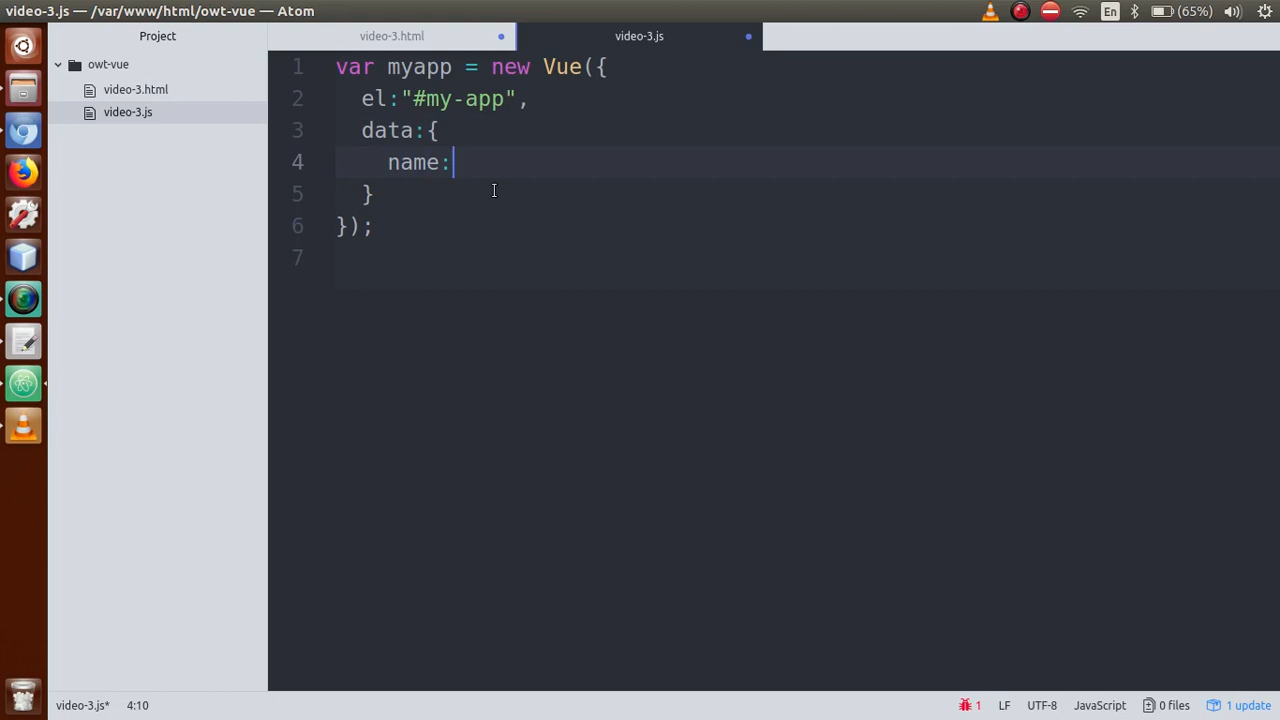 video-3.js — /var/www/html/owt-vue — Atom
En
(65%)
Project
video-3.html
video-3.js
owt-vue
video-3.html
video-3.js
1 var myapp = new Vue({
2 el:"#my-app",
3 data:{
4 name:
5 }
6 });
7
video-3.js* 4:10
1 LF UTF-8 JavaScript 0 files 1 update